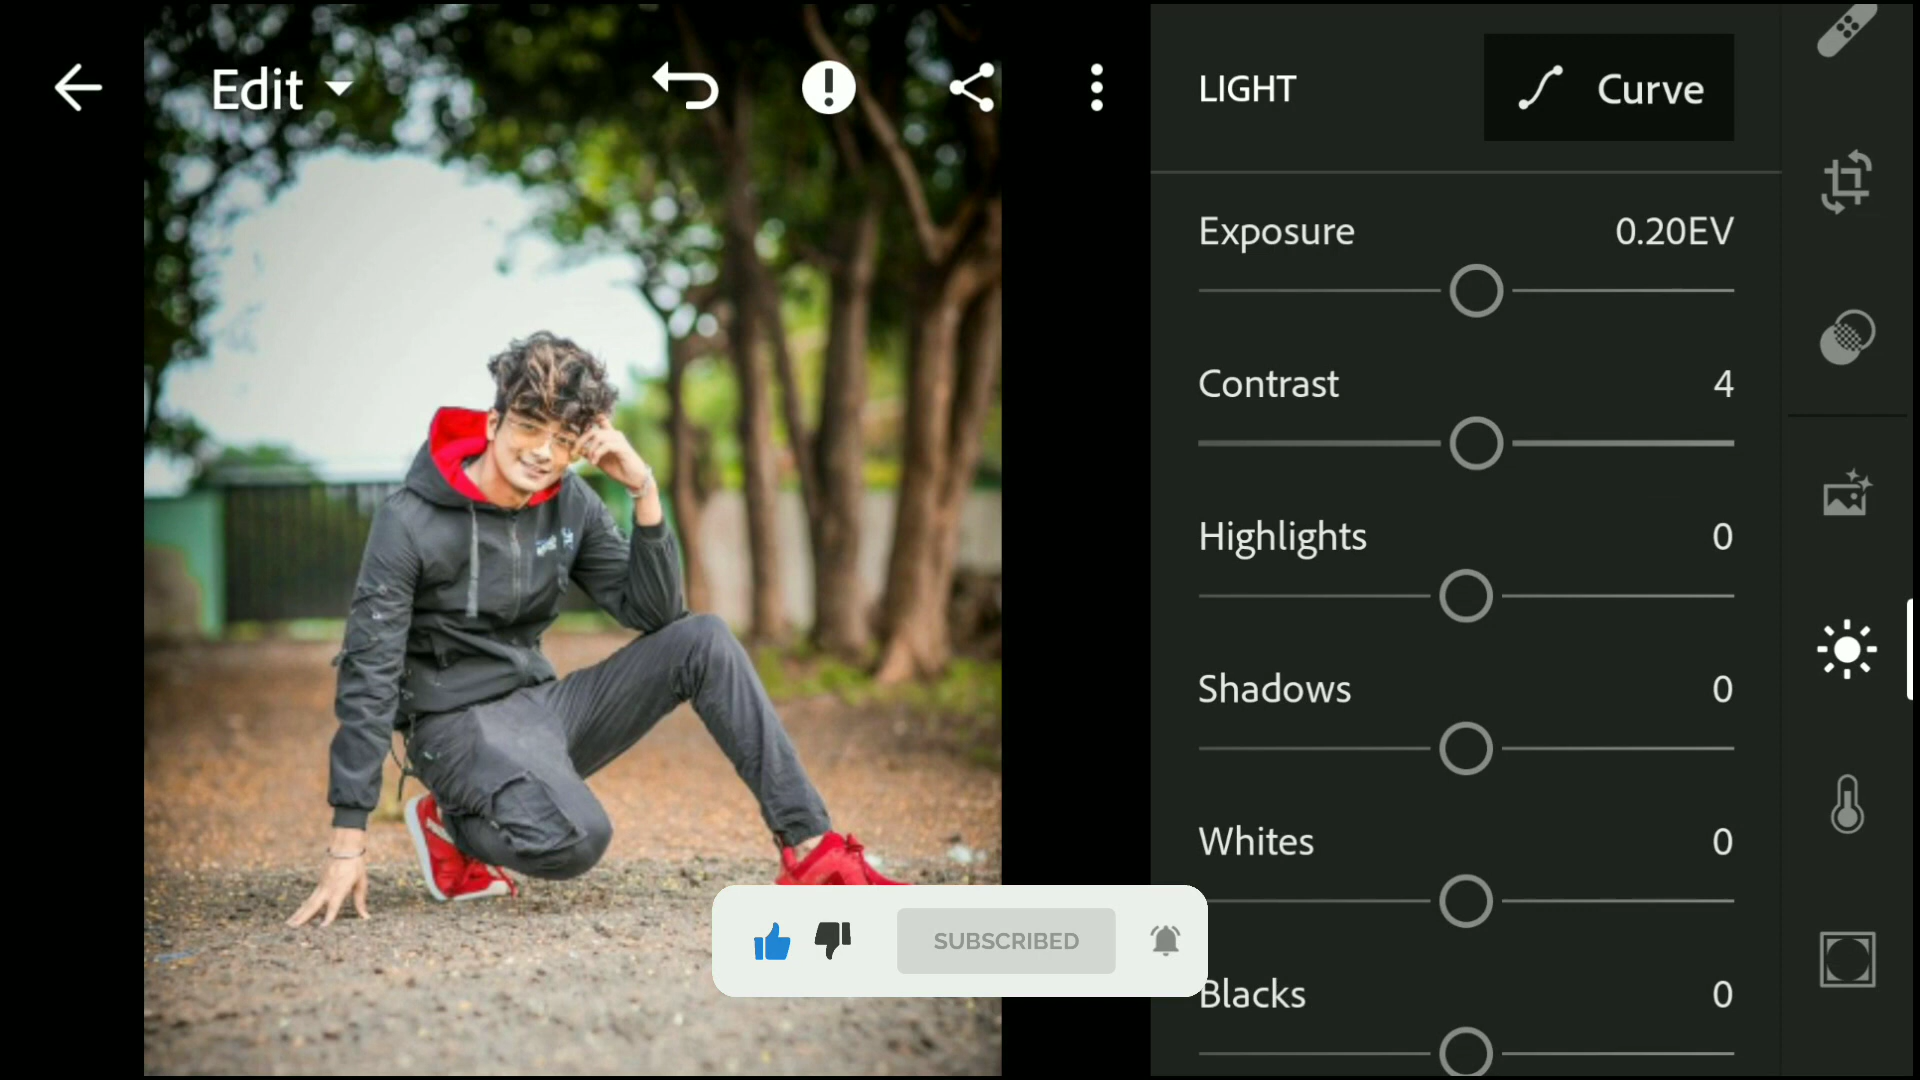 Edit
LIGHT
Curve
Exposure 0.20EV
Contrast 4
Highlights 0
Shadows 0
Whites 0
Blacks 0
SUBSCRIBED